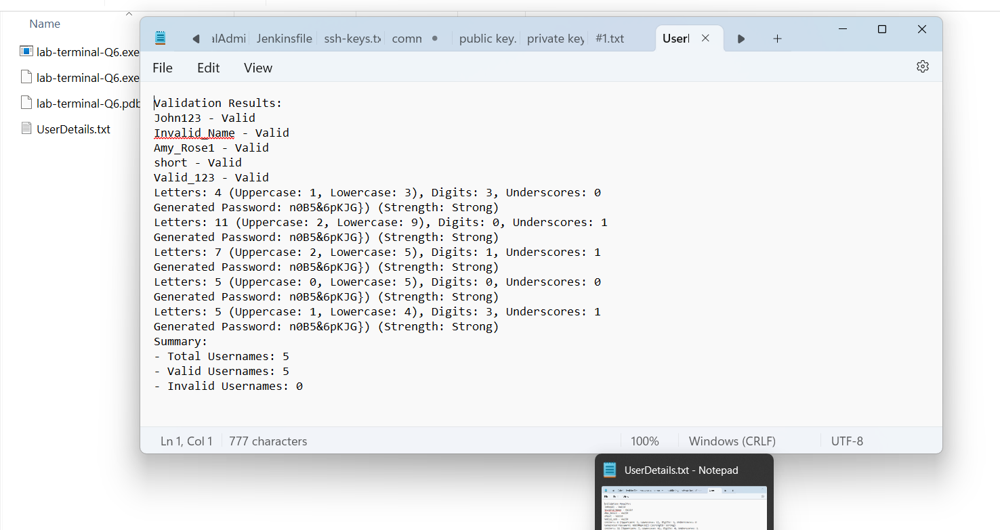 Name
lab-terminal-Q6.exe
lab-terminal-Q6.exe
lab-terminal-Q6.pdb
UserDetails.txt
alAdmi Jenkinsfile ssh-keys.tx comn public key. private key #1.txt UserI
File Edit View
Validation Results:
John123 - Valid
Invalid_Name - Valid
Amy_Rose1 - Valid
short - Valid
Valid_123 - Valid
Letters: 4 (Uppercase: 1, Lowercase: 3), Digits: 3, Underscores: 0
Generated Password: n0B5&6pKJG}) (Strength: Strong)
Letters: 11 (Uppercase: 2, Lowercase: 9), Digits: 0, Underscores: 1
Generated Password: n0B5&6pKJG}) (Strength: Strong)
Letters: 7 (Uppercase: 2, Lowercase: 5), Digits: 1, Underscores: 1
Generated Password: n0B5&6pKJG}) (Strength: Strong)
Letters: 5 (Uppercase: 0, Lowercase: 5), Digits: 0, Underscores: 0
Generated Password: n0B5&6pKJG}) (Strength: Strong)
Letters: 5 (Uppercase: 1, Lowercase: 4), Digits: 3, Underscores: 1
Generated Password: n0B5&6pKJG}) (Strength: Strong)
Summary:
- Total Usernames: 5
- Valid Usernames: 5
- Invalid Usernames: 0
Ln 1, Col 1 777 characters 100% Windows (CRLF) UTF-8
UserDetails.txt - Notepad